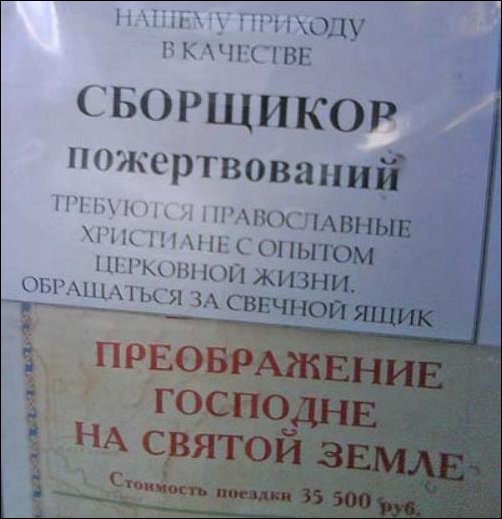 НАШЕМУ ПРИХОДУ
В КАЧЕСТВЕ
СБОРЩИКОВ
пожертвований
ТРЕБУЮТСЯ ПРАВОСЛАВНЫЕ
ХРИСТИАНЕ С ОПЫТОМ
ЦЕРКОВНОЙ ЖИЗНИ.
ОБРАЩАТЬСЯ ЗА СВЕЧНОЙ ЯЩИК
ПРЕОБРАЖЕНИЕ
ГОСПОДНЕ
НА СВЯТОЙ ЗЕМЛЕ
Стоимость поездки 35 500 руб.